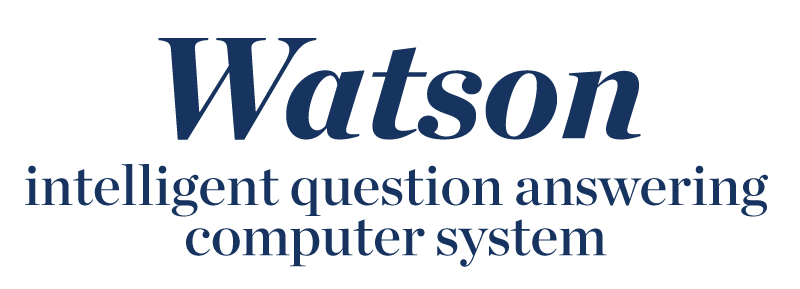 Watson
intelligent question answering
computer system